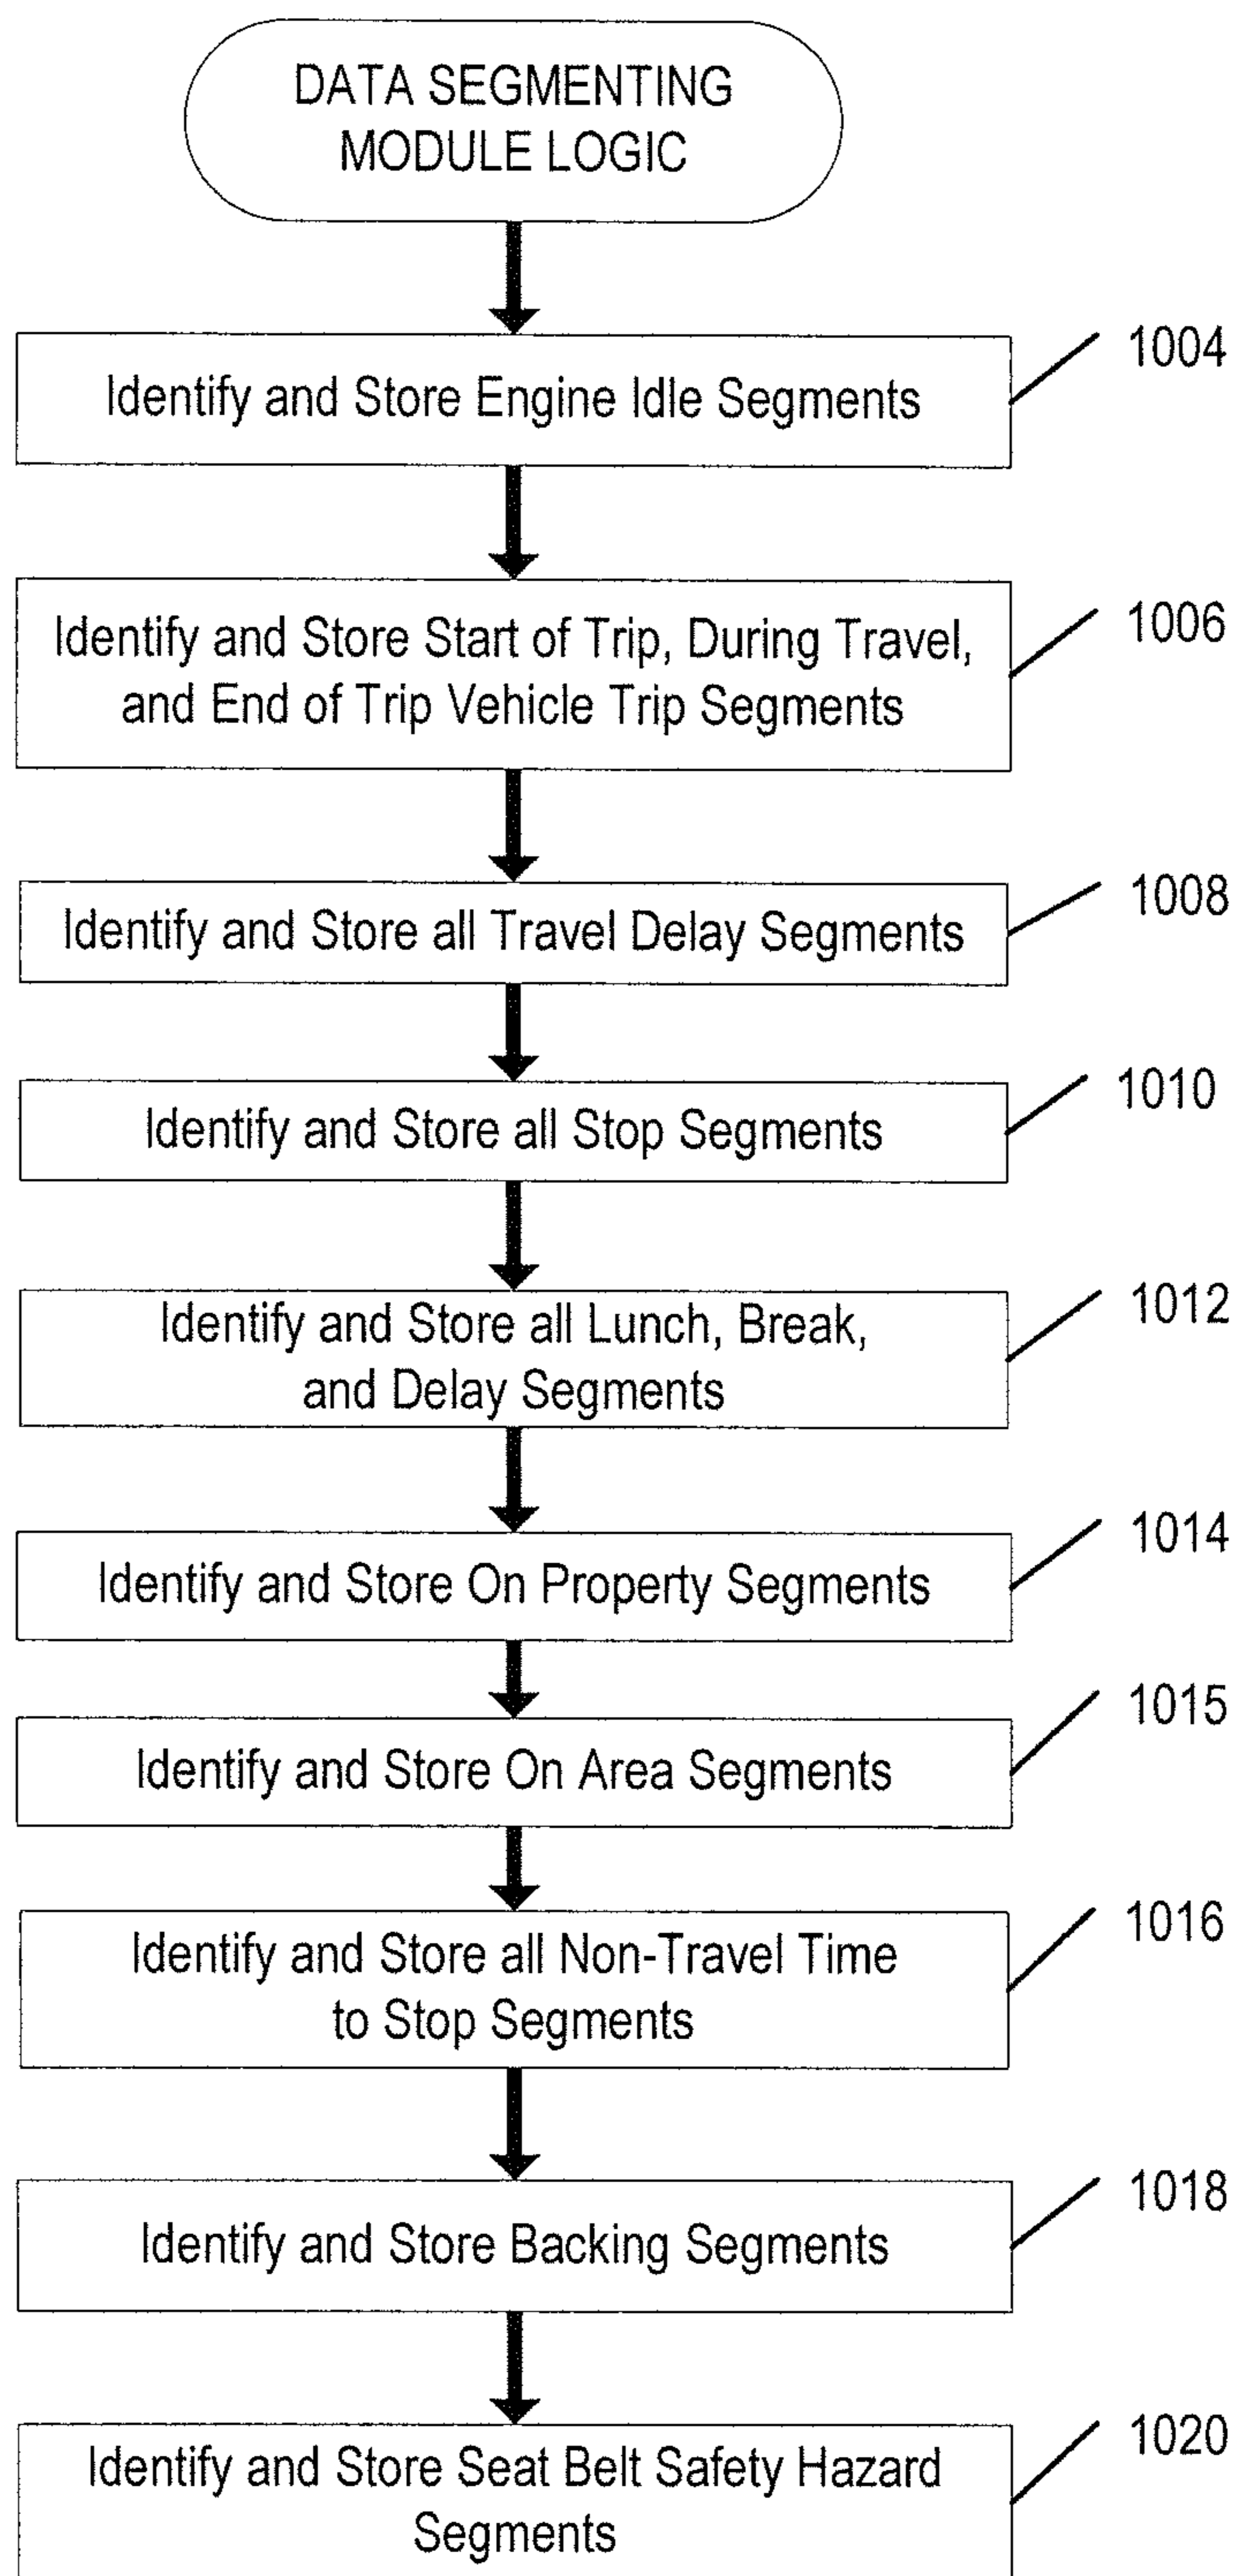 DATA SEGMENTING
MODULE LOGIC
1004
Identify and Store Engine Idle Segments
1006
Identify and Store Start of Trip, During Travel,
and End of Trip Vehicle Trip Segments
1008
Identify and Store all Travel Delay Segments
1010
Identify and Store all Stop Segments
1012
Identify and Store all Lunch, Break,
and Delay Segments
1014
Identify and Store On Property Segments
1015
Identify and Store On Area Segments
1016
Identify and Store all Non-Travel Time
to Stop Segments
1018
Identify and Store Backing Segments
1020
Identify and Store Seat Belt Safety Hazard
Segments